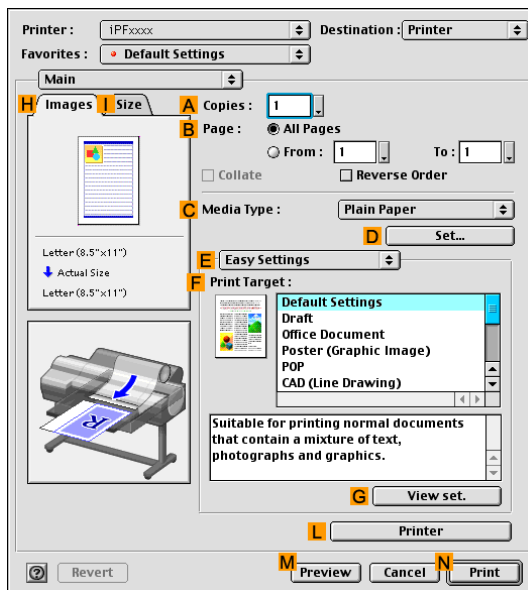 Printer : iPFxxxx Destination : Printer
Favorites : Default Settings
Main
H Images I Size
A Copies : 1
B Page : All Pages
From : 1 To : 1
Collate Reverse Order
C Media Type : Plain Paper
D Set...
Letter (8.5"x11")
Actual Size
Letter (8.5"x11")
E Easy Settings
F Print Target :
Default Settings
Draft
Office Document
Poster (Graphic Image)
POP
CAD (Line Drawing)
R
Suitable for printing normal documents
that contain a mixture of text,
photographs and graphics.
G View set.
L Printer
? Revert M Preview Cancel N Print